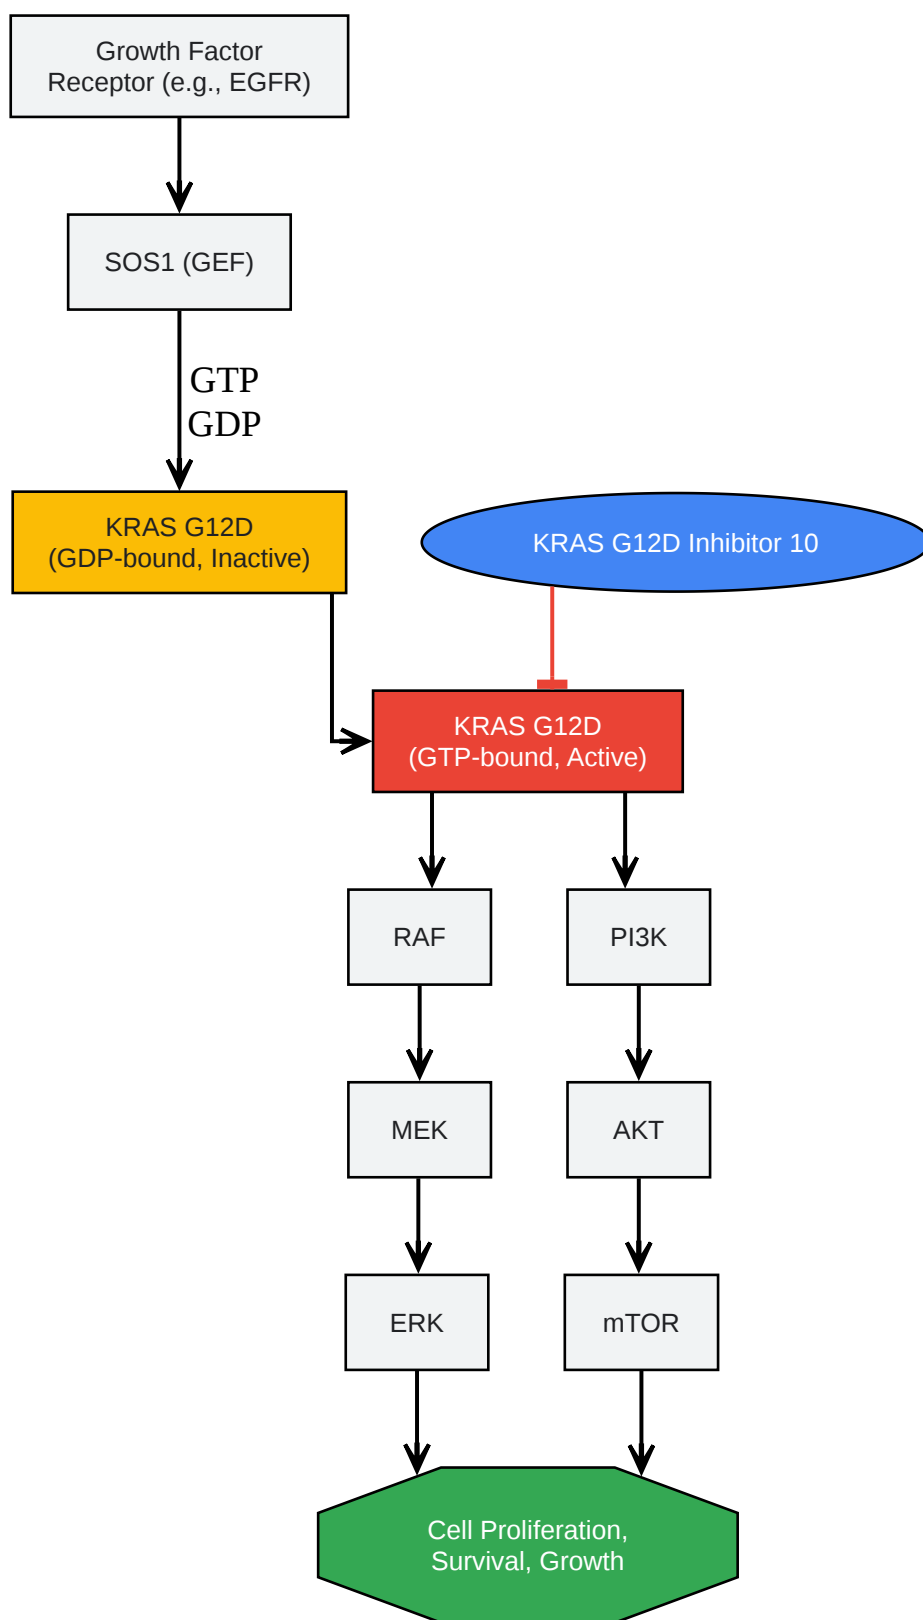 Growth Factor
Receptor (e.g., EGFR)
SOS1 (GEF)
GTP
GDP
KRAS G12D
(GDP-bound, Inactive)
KRAS G12D Inhibitor 10
KRAS G12D
(GTP-bound, Active)
RAF
PI3K
MEK
AKT
ERK
mTOR
Cell Proliferation,
Survival, Growth